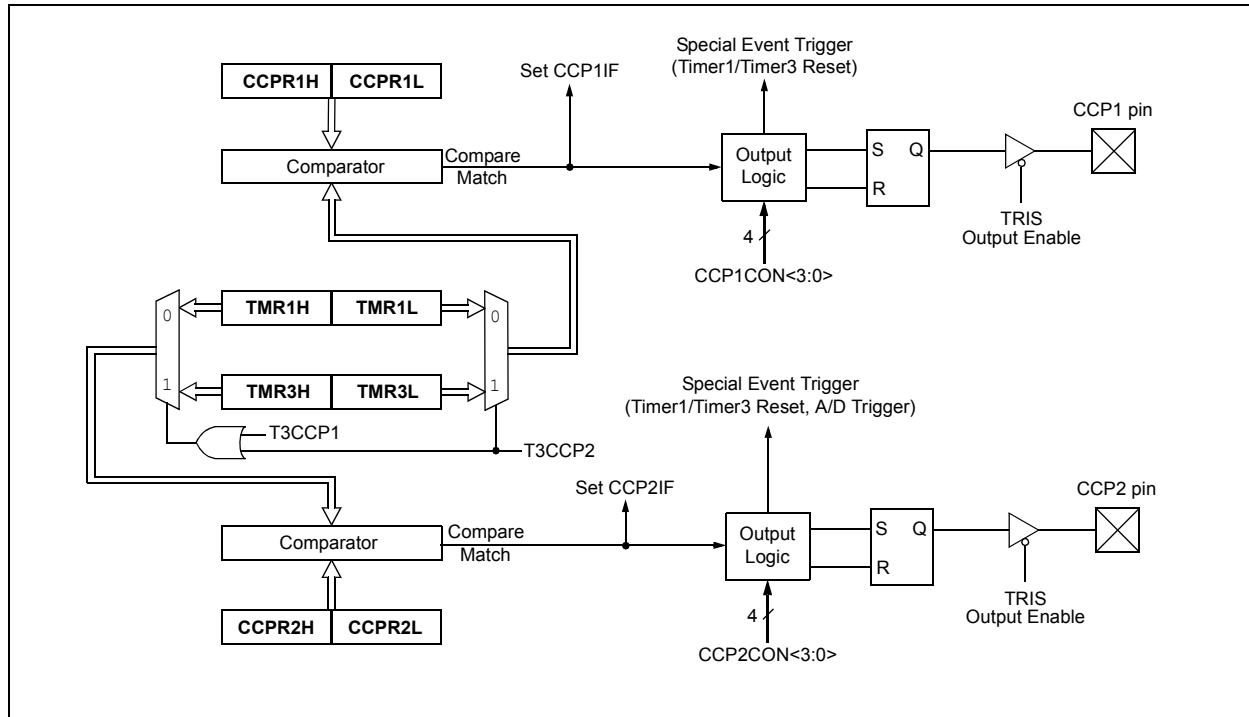 Special Event Trigger
(Timer1/Timer3 Reset)
Set CCP1IF
CCPR1H CCPR1L
CCP1 pin
Comparator
Compare
Match
Output
Logic
S Q
R
TRIS
Output Enable
4
CCP1CON<3:0>
0 TMR1H TMR1L 0
1 TMR3H TMR3L 1
T3CCP1
T3CCP2
Special Event Trigger
(Timer1/Timer3 Reset, A/D Trigger)
Set CCP2IF
CCP2 pin
Comparator
Compare
Match
Output
Logic
S Q
R
TRIS
Output Enable
4
CCPR2H CCPR2L
CCP2CON<3:0>